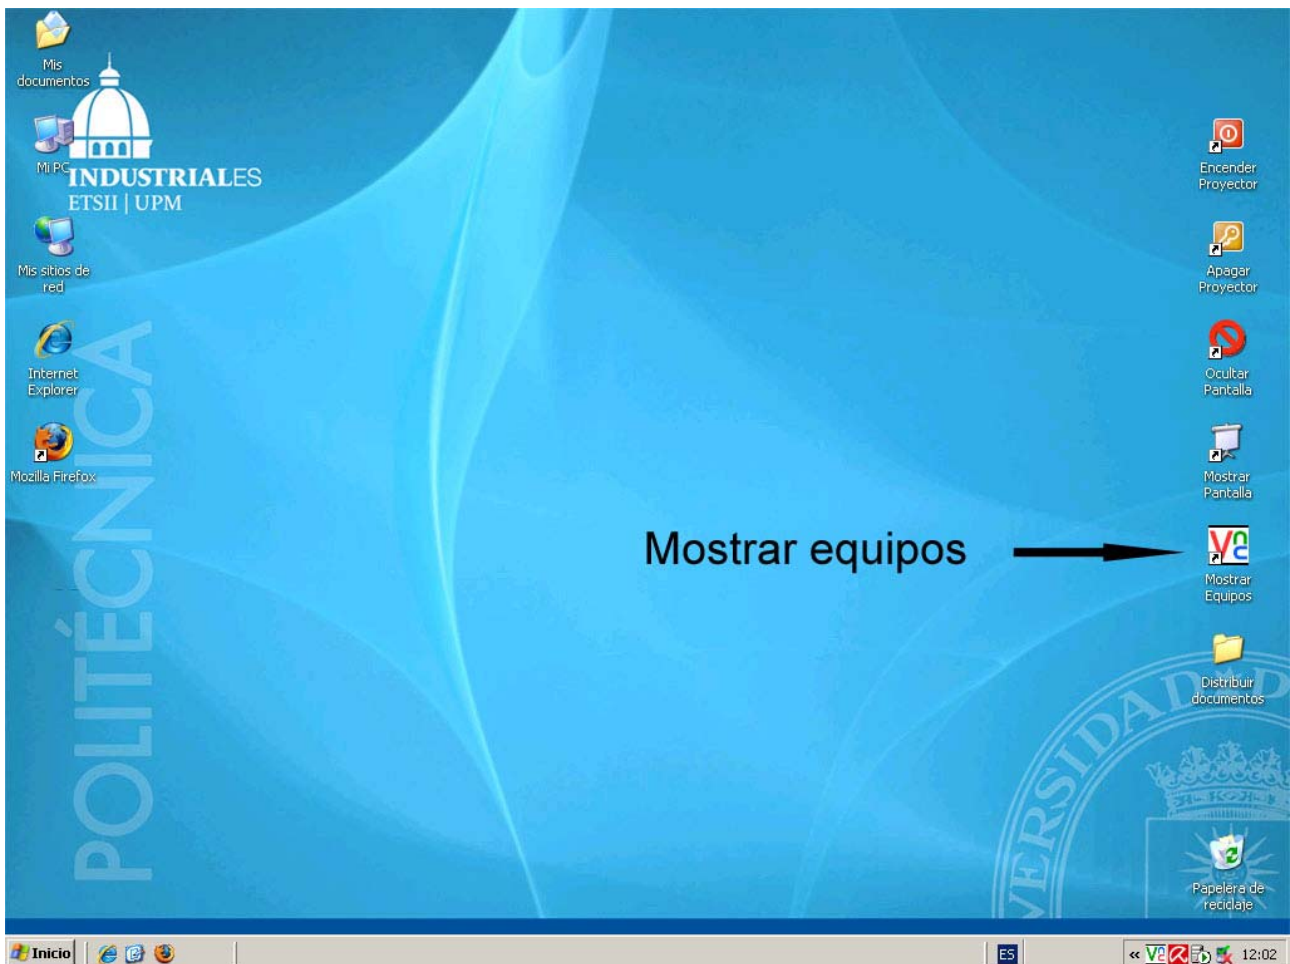 Mis
documentos
Mi PC
INDUSTRIALES
ETSII | UPM
Mis sitios de
red
Internet
Explorer
Mozilla Firefox
POLITÉCNICA
Encender
Proyector
Apagar
Proyector
Ocultar
Pantalla
Mostrar
Pantalla
Mostrar equipos
Vnc
Mostrar
Equipos
Distribuir
documentos
VERSIDAD D
Papelera de
reciclaje
Inicio
ES
«
12:02